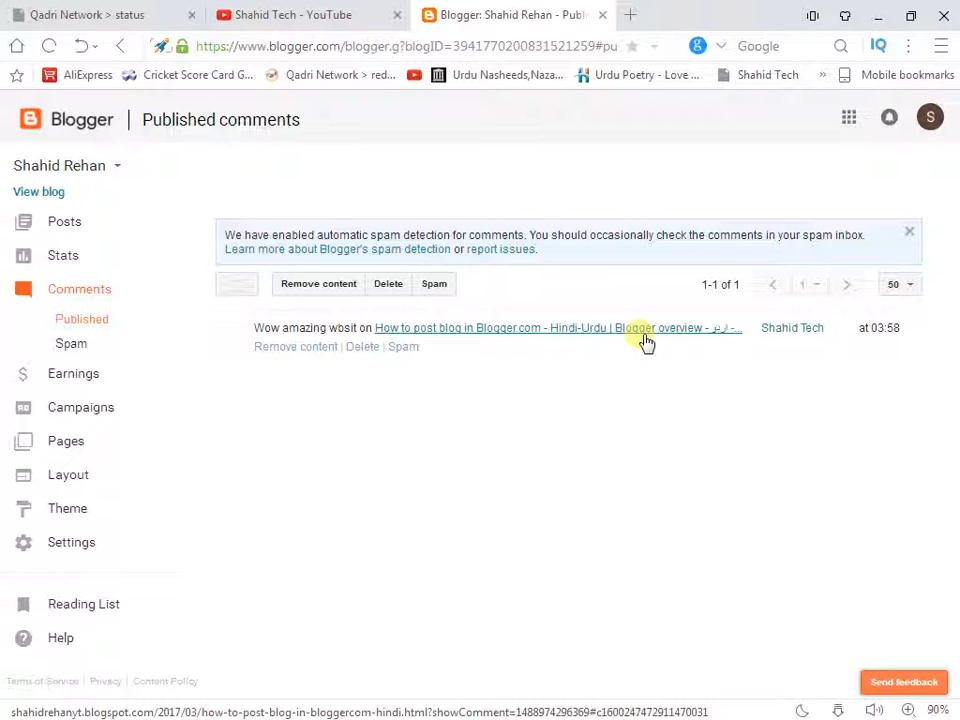 Qadri Network > status
Shahid Tech - YouTube
Blogger: Shahid Rehan - Publ
https://www.blogger.com/blogger.g?blogID=3941770200831521259#pu
Google
IQ
AliExpress
Cricket Score Card G...
Qadri Network > red...
Urdu Nasheeds,Naza...
Urdu Poetry - Love ...
Shahid Tech
»
Mobile bookmarks
Blogger
Published comments
S
Shahid Rehan
View blog
Posts
Stats
Comments
Published
Spam
Earnings
Campaigns
Pages
Layout
Theme
Settings
Reading List
Help
We have enabled automatic spam detection for comments. You should occasionally check the comments in your spam inbox.
Learn more about Blogger's spam detection or report issues.
Remove content Delete Spam
1-1 of 1
1
50
Wow amazing wbsit on How to post blog in Blogger.com - Hindi-Urdu | Blogger overview - اردو -...
Shahid Tech
at 03:58
Remove content | Delete | Spam
Terms of Service | Privacy | Content Policy
Send feedback
shahidrehanyt.blogspot.com/2017/03/how-to-post-blog-in-bloggercom-hindi.html?showComment=1488974296369#c1600247472911470031
90%